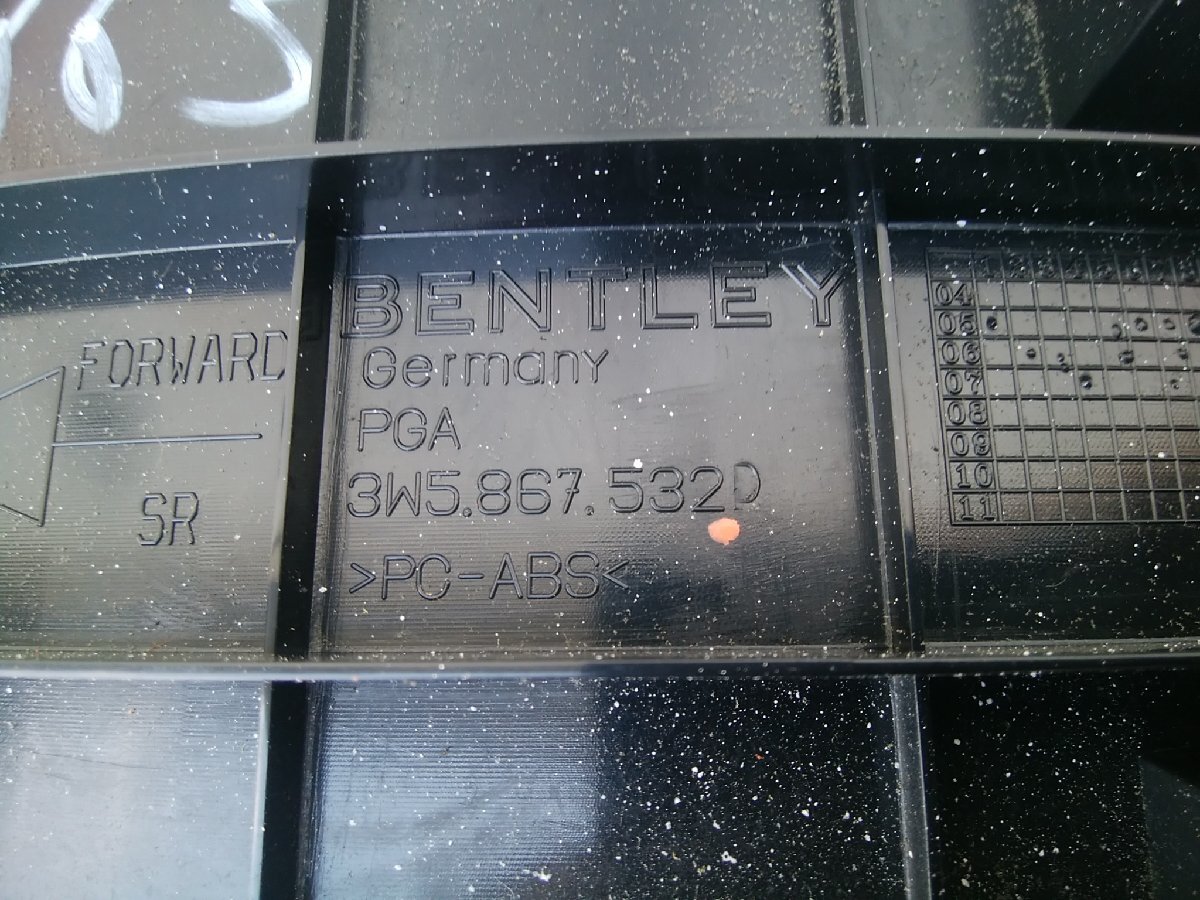 BENTLEY
Germany
PGA
3W5.867.532D
>PC-ABS<
FORWARD
SR
04
05
06
07
08
09
10
11